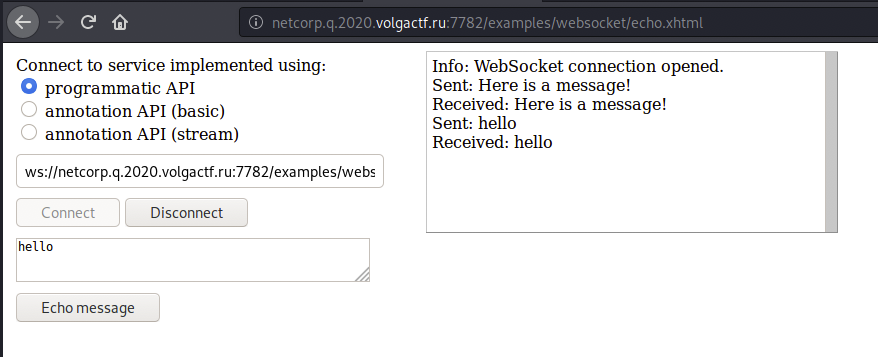 netcorp.q.2020.volgactf.ru:7782/examples/websocket/echo.xhtml
Connect to service implemented using:
programmatic API
annotation API (basic)
annotation API (stream)
ws://netcorp.q.2020.volgactf.ru:7782/examples/webs
Connect Disconnect
hello
Echo message
Info: WebSocket connection opened.
Sent: Here is a message!
Received: Here is a message!
Sent: hello
Received: hello